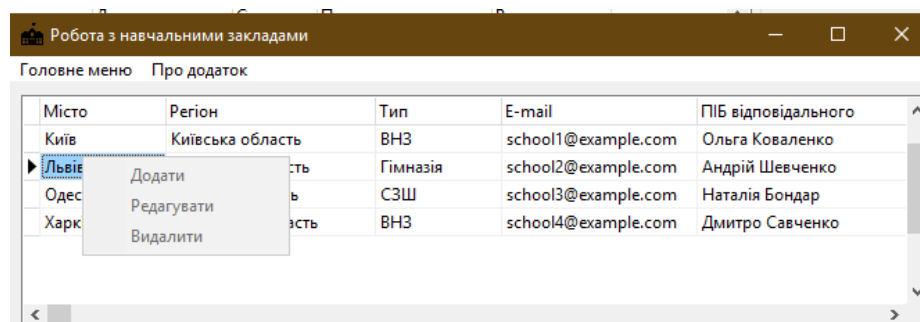 Робота з навчальними закладами
Головне меню Про додаток
Місто Регіон Тип E-mail ПІБ відповідального
Київ Київська область ВНЗ school1@example.com Ольга Коваленко
Гімназія school2@example.com Андрій Шевченко
СЗШ school3@example.com Наталія Бондар
ВНЗ school4@example.com Дмитро Савченко
Додати
Редагувати
Видалити